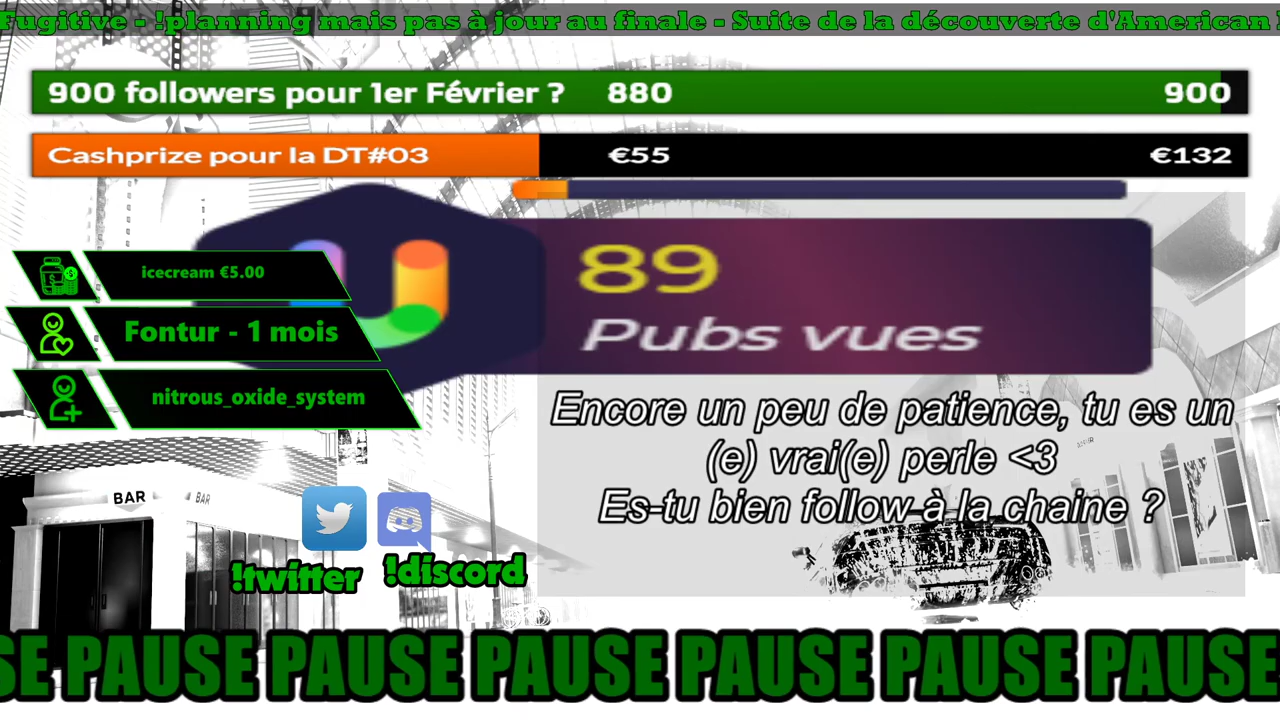 Fugitive - !planning mais pas à jour au finale - Suite de la découverte d'American
900 followers pour 1er Février ? 880 900
Cashprize pour la DT#03 €55 €132
89
Pubs vues
icecream €5.00
Fontur - 1 mois
nitrous_oxide_system
Encore un peu de patience, tu es un
(e) vrai(e) perle <3
Es-tu bien follow à la chaine ?
BAR BAR
!twitter !discord
SE PAUSE PAUSE PAUSE PAUSE PAUSE PAUSE